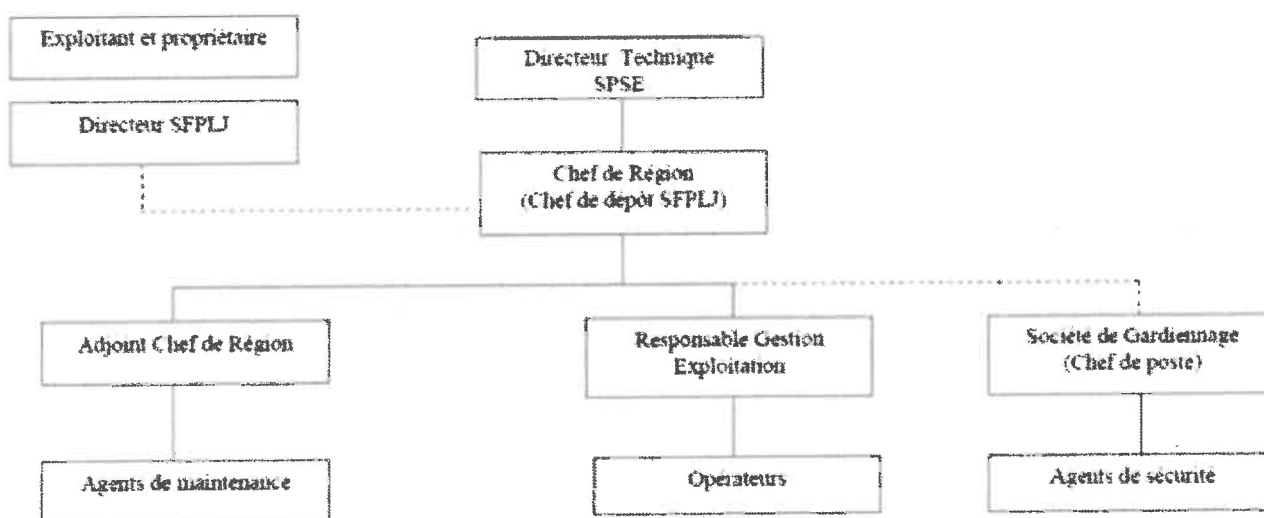 Exploitant et propriétaire
Directeur SFPLJ
Directeur Technique
SPSE
Chef de Région
(Chef de dépôt SFPLJ)
Adjoint Chef de Région
Responsable Gestion
Exploitation
Société de Gardiennage
(Chef de poste)
Agents de maintenance
Opérateurs
Agents de sécurité